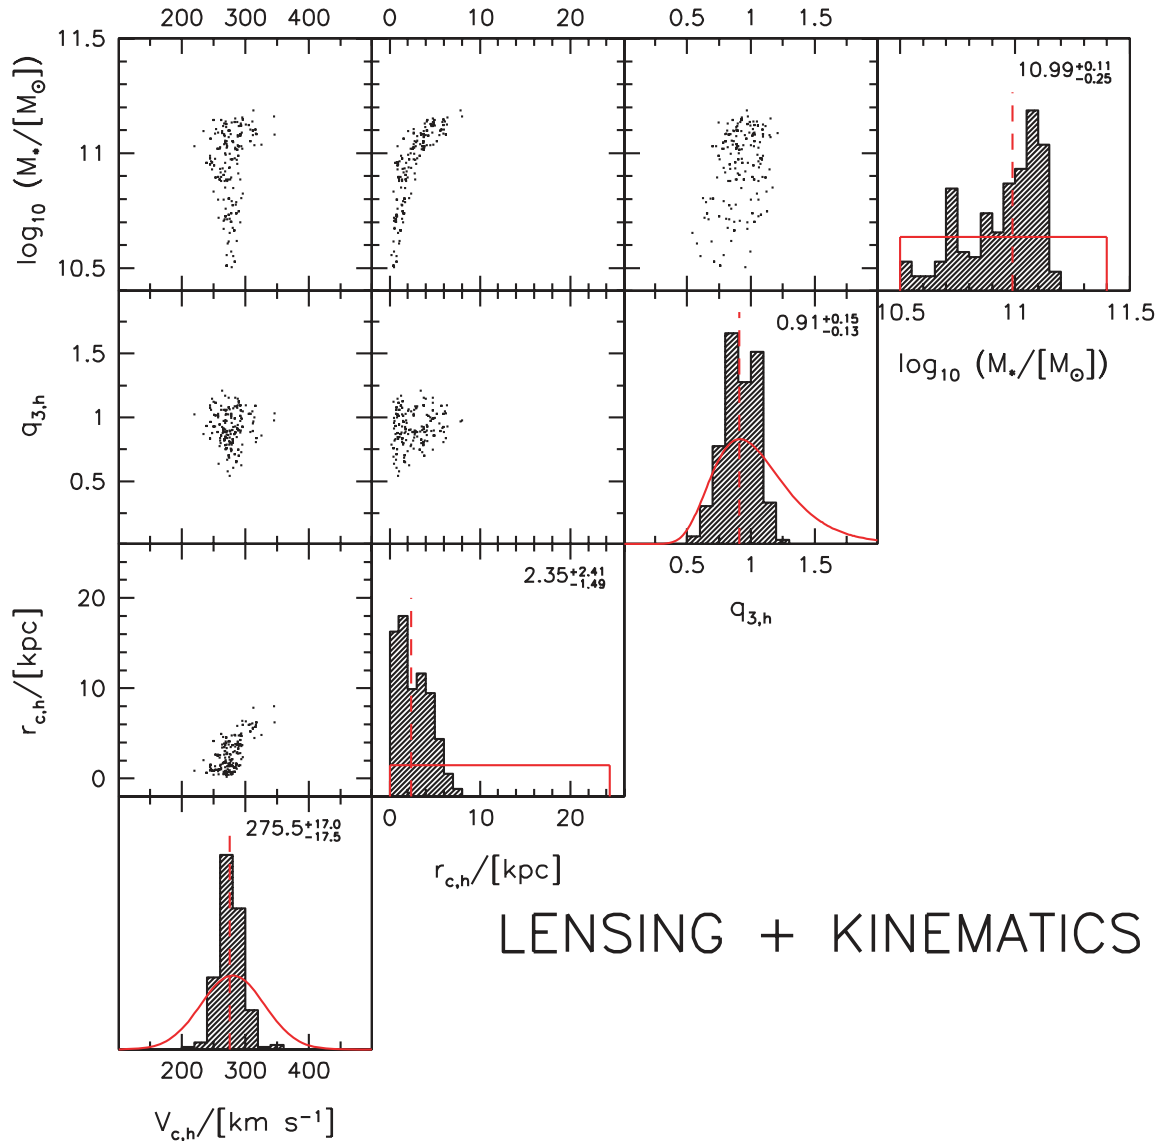 200 300 400 0 10 20 0.5 1 1.5
11.5
11
10.5
log₁₀ (M*/[M⊙])
10.99+0.11−0.25
10.5 11 11.5
log₁₀ (M*/[M⊙])
1.5
1
0.5
q3,h
0.91+0.15−0.13
0.5 1 1.5
q3,h
20
10
0
rc,h/[kpc]
2.35+2.41−1.49
0 10 20
rc,h/[kpc]
275.5+17.0−17.5
LENSING + KINEMATICS
200 300 400
Vc,h/[km s⁻¹]